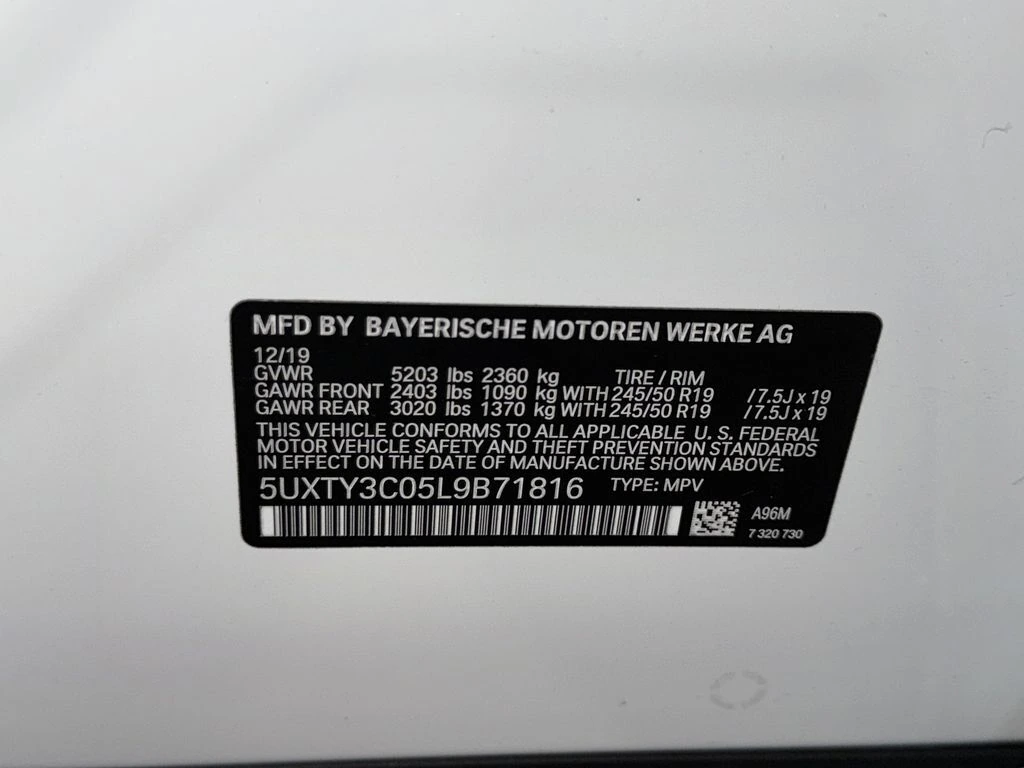 MFD BY BAYERISCHE MOTOREN WERKE AG
12/19
GVWR 5203 lbs 2360 kg TIRE / RIM
GAWR FRONT 2403 lbs 1090 kg WITH 245/50 R19 /7.5J x 19
GAWR REAR 3020 lbs 1370 kg WITH 245/50 R19 /7.5J x 19
THIS VEHICLE CONFORMS TO ALL APPLICABLE U. S. FEDERAL
MOTOR VEHICLE SAFETY AND THEFT PREVENTION STANDARDS
IN EFFECT ON THE DATE OF MANUFACTURE SHOWN ABOVE.
5UXTY3C05L9B71816 TYPE: MPV
A96M
7 320 730